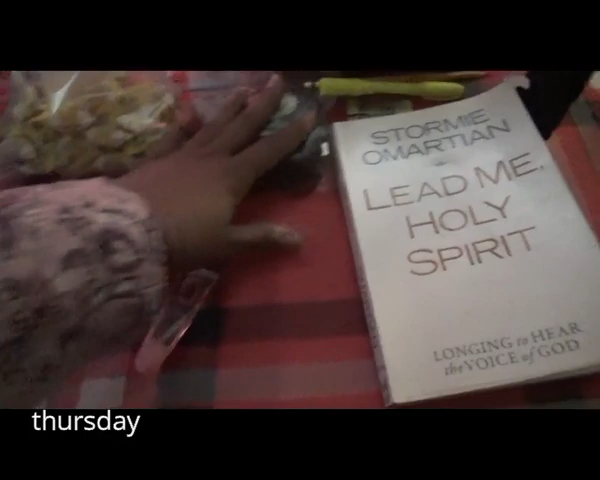 STORMIE
OMARTIAN
LEAD ME,
HOLY
SPIRIT
LONGING to HEAR
the VOICE of GOD
thursday